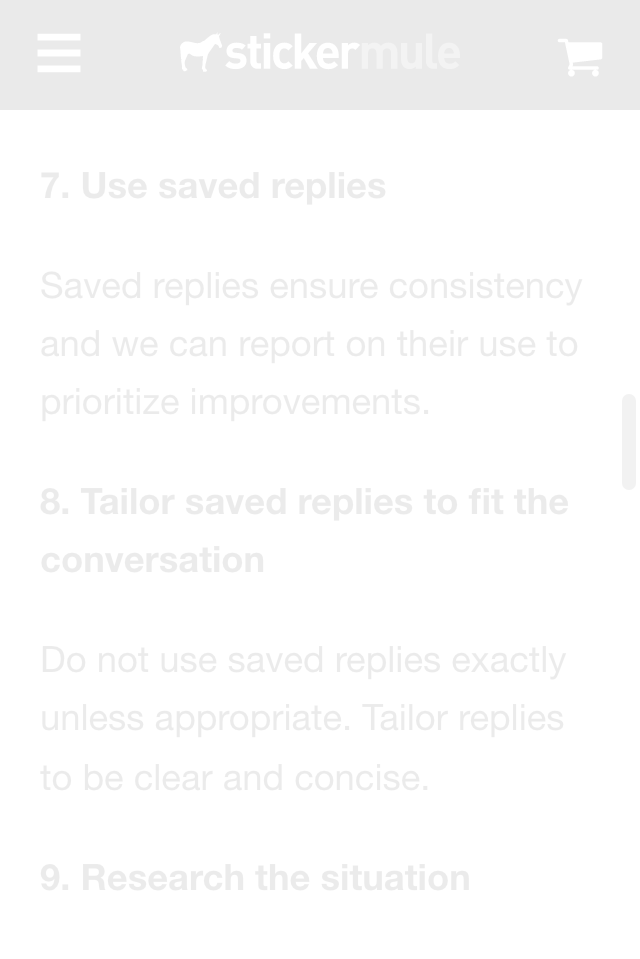 stickermule
7. Use saved replies
Saved replies ensure consistency
and we can report on their use to
prioritize improvements.
8. Tailor saved replies to fit the
conversation
Do not use saved replies exactly
unless appropriate. Tailor replies
to be clear and concise.
9. Research the situation